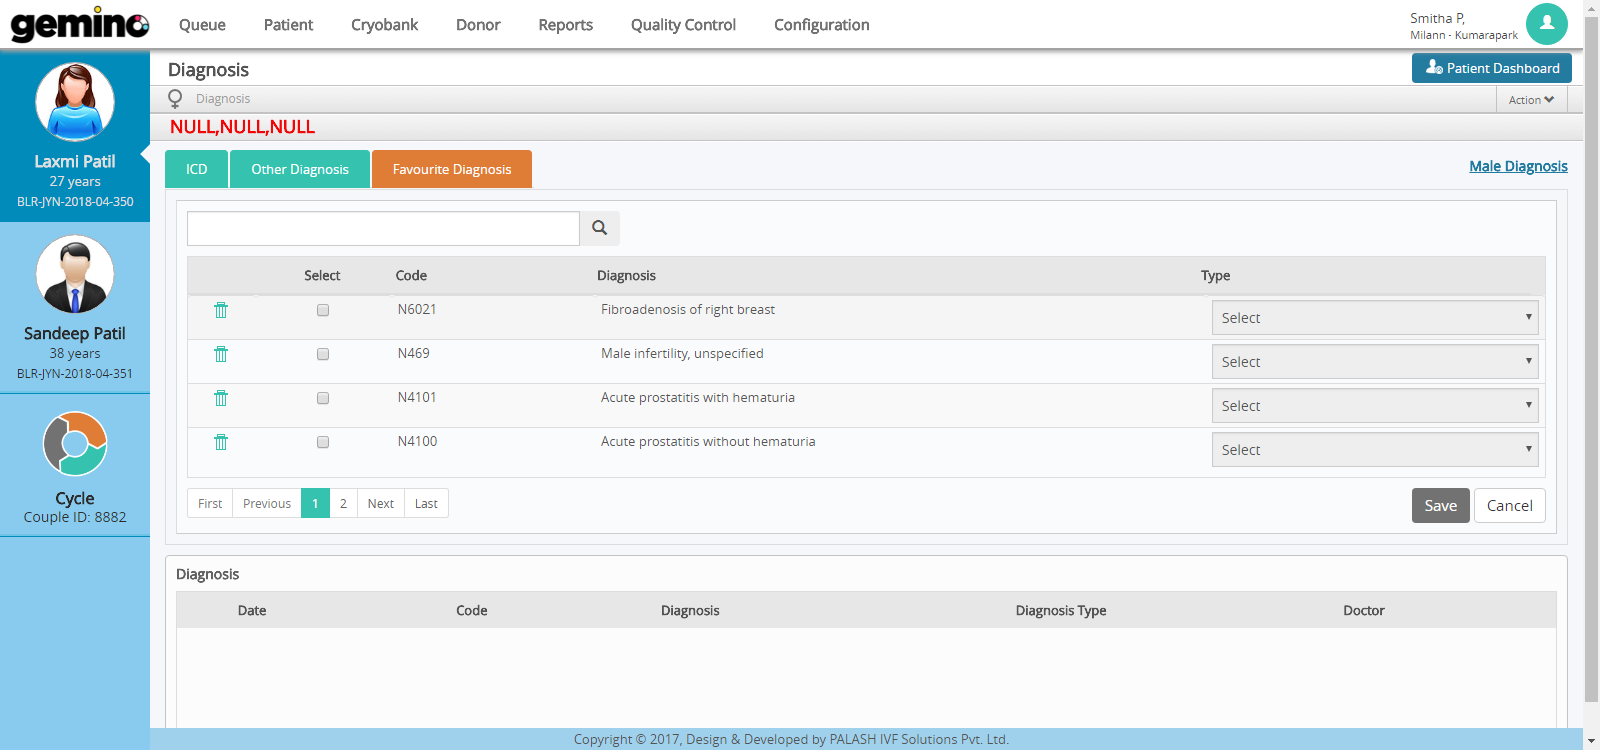 gemino
Queue Patient Cryobank Donor Reports Quality Control Configuration
Smitha P,
Milann - Kumarapark
Laxmi Patil
27 years
BLR-JYN-2018-04-350
Sandeep Patil
38 years
BLR-JYN-2018-04-351
Cycle
Couple ID: 8882
Diagnosis
Patient Dashboard
Diagnosis
Action
NULL,NULL,NULL
ICD Other Diagnosis Favourite Diagnosis
Male Diagnosis
Select Code Diagnosis Type
N6021 Fibroadenosis of right breast Select
N469 Male infertility, unspecified Select
N4101 Acute prostatitis with hematuria Select
N4100 Acute prostatitis without hematuria Select
First Previous 1 2 Next Last
Save Cancel
Diagnosis
Date Code Diagnosis Diagnosis Type Doctor
Copyright © 2017, Design & Developed by PALASH IVF Solutions Pvt. Ltd.